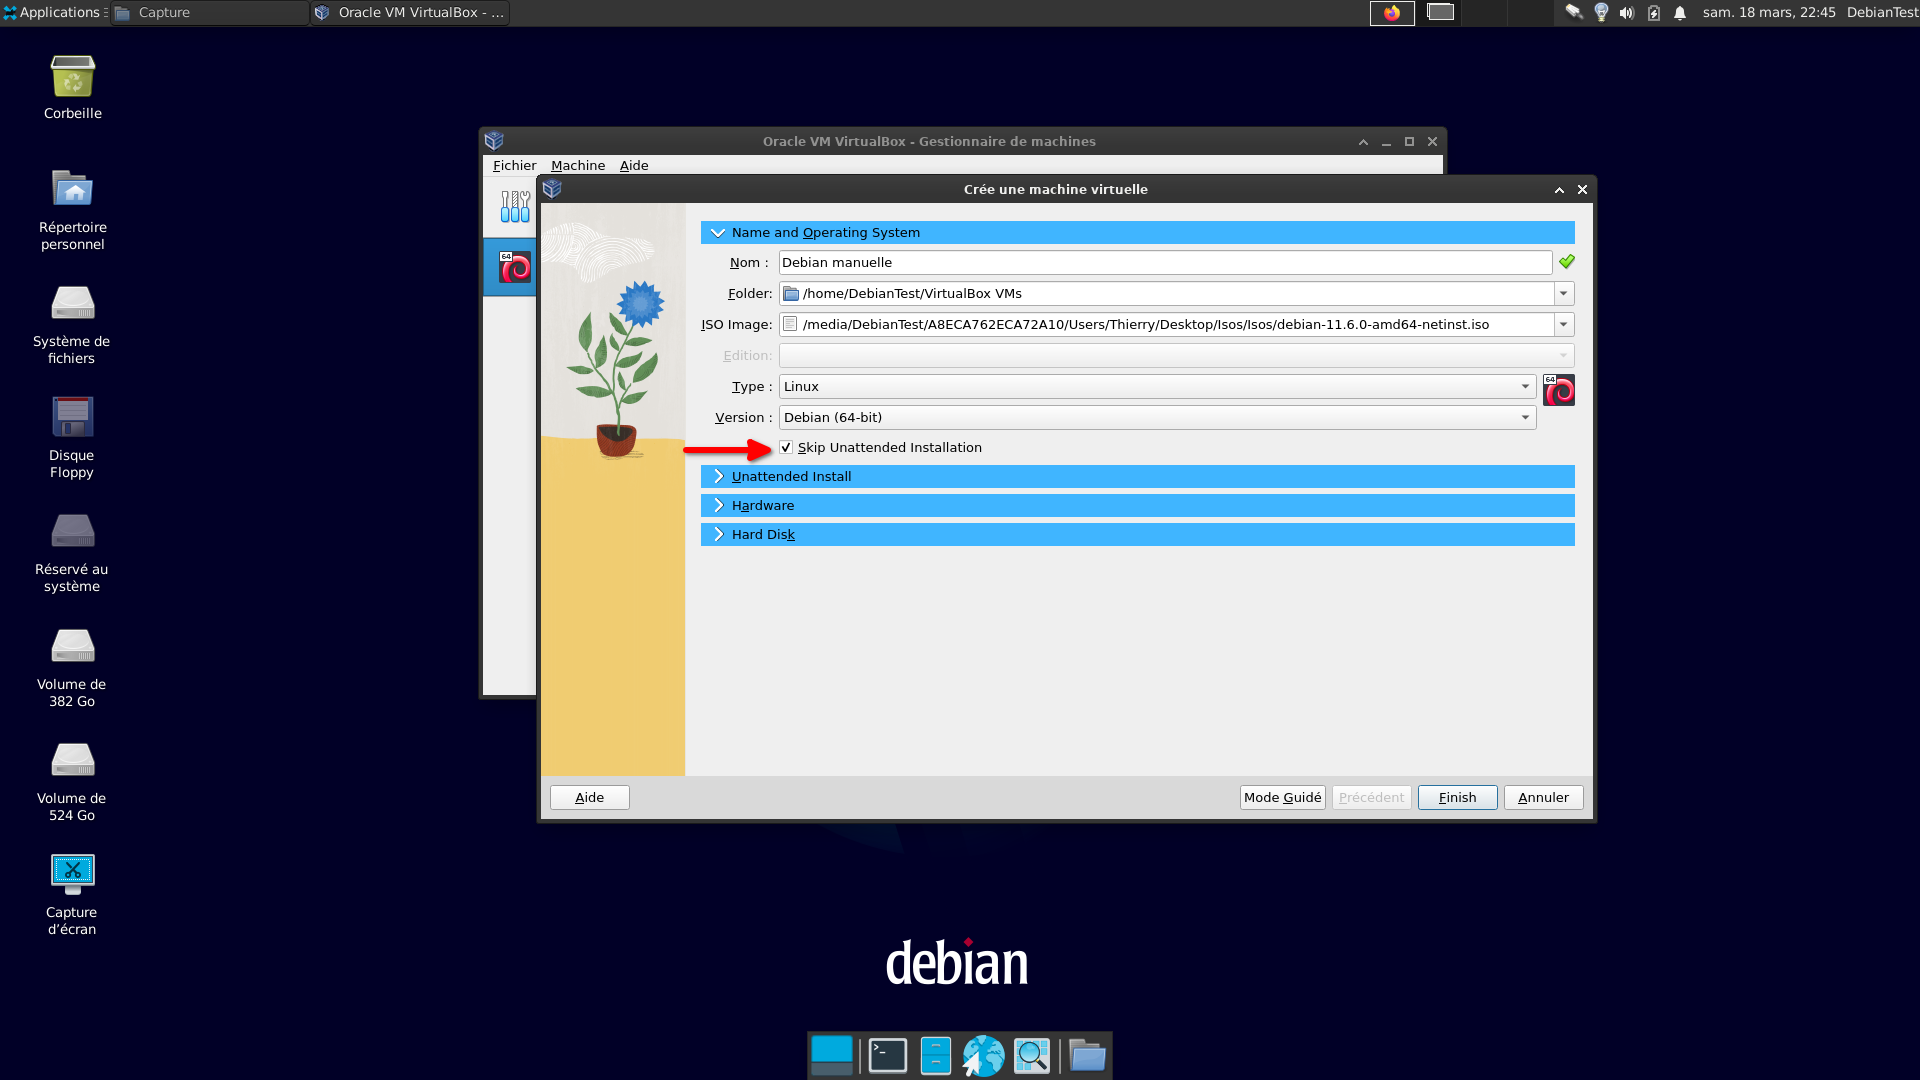 Applications
Capture
Oracle VM VirtualBox - ...
sam. 18 mars, 22:45
DebianTest
Corbeille
Répertoire
personnel
Système de
fichiers
Disque
Floppy
Réservé au
système
Volume de
382 Go
Volume de
524 Go
Capture
d’écran
Oracle VM VirtualBox - Gestionnaire de machines
Fichier Machine Aide
64
Crée une machine virtuelle
Name and Operating System
Nom : Debian manuelle
Folder: /home/DebianTest/VirtualBox VMs
ISO Image: /media/DebianTest/A8ECA762ECA72A10/Users/Thierry/Desktop/Isos/Isos/debian-11.6.0-amd64-netinst.iso
Edition:
Type : Linux
64
Version : Debian (64-bit)
Skip Unattended Installation
Unattended Install
Hardware
Hard Disk
Aide
Mode Guidé
Précédent
Finish
Annuler
debian